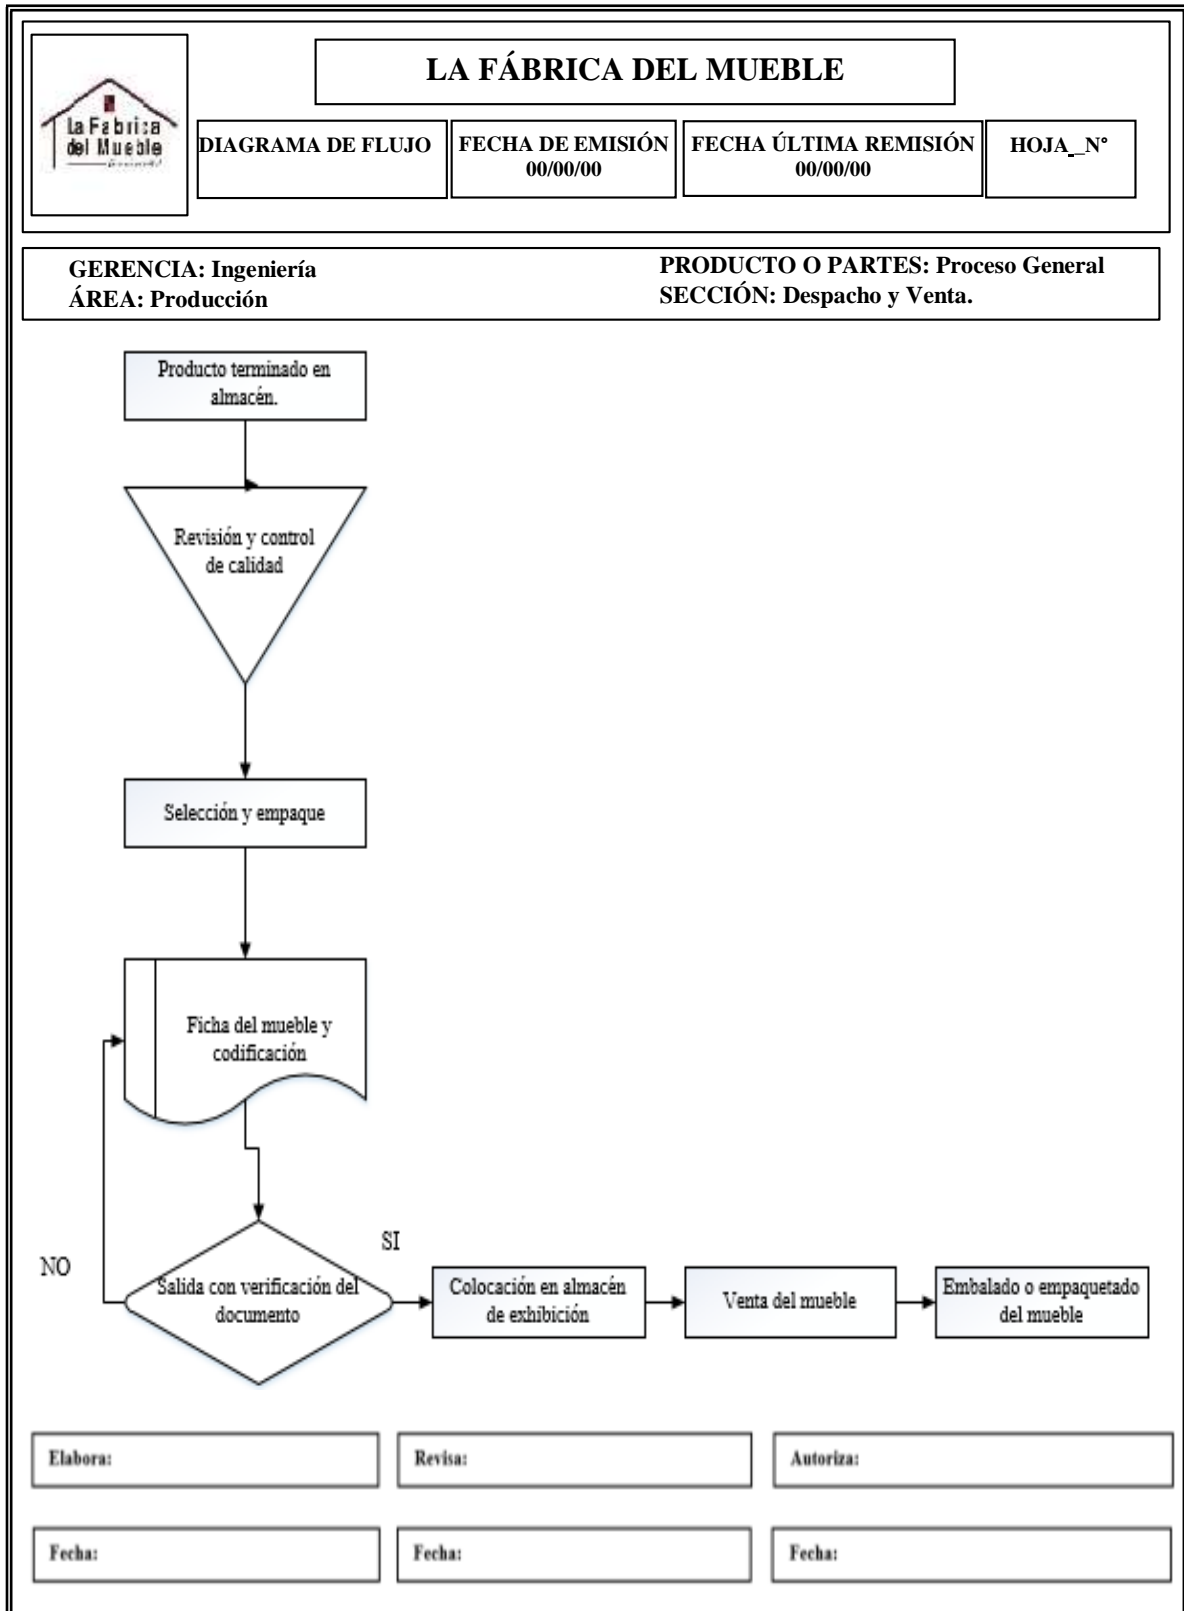 LA FÁBRICA DEL MUEBLE
La Fabrica
del Mueble
DIAGRAMA DE FLUJO
FECHA DE EMISIÓN
00/00/00
FECHA ÚLTIMA REMISIÓN
00/00/00
HOJA__N°
GERENCIA: Ingeniería
ÁREA: Producción
PRODUCTO O PARTES: Proceso General
SECCIÓN: Despacho y Venta.
Producto terminado en
almacén.
Revisión y control
de calidad
Selección y empaque
Ficha del mueble y
codificación
NO
Salida con verificación del
documento
SI
Colocación en almacén
de exhibición
Venta del mueble
Embalado o empaquetado
del mueble
Elabora:
Revisa:
Autoriza:
Fecha:
Fecha:
Fecha: